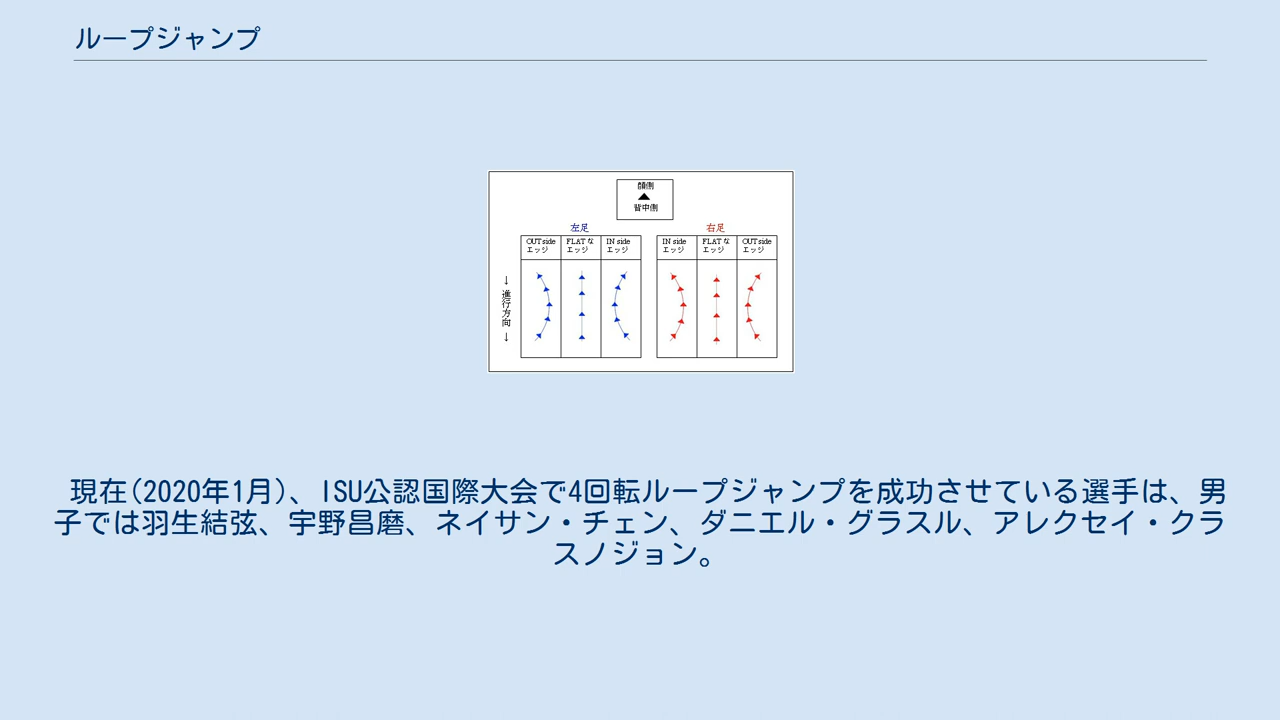 ループジャンプ
顔側
背中側
左足
右足
OUTside エッジ
FLATな エッジ
IN side エッジ
IN side エッジ
FLATな エッジ
OUTside エッジ
↓ 進行方向 ↓
現在(2020年1月)、ISU公認国際大会で4回転ループジャンプを成功させている選手は、男
子では羽生結弦、宇野昌磨、ネイサン・チェン、ダニエル・グラスル、アレクセイ・クラ
スノジョン。